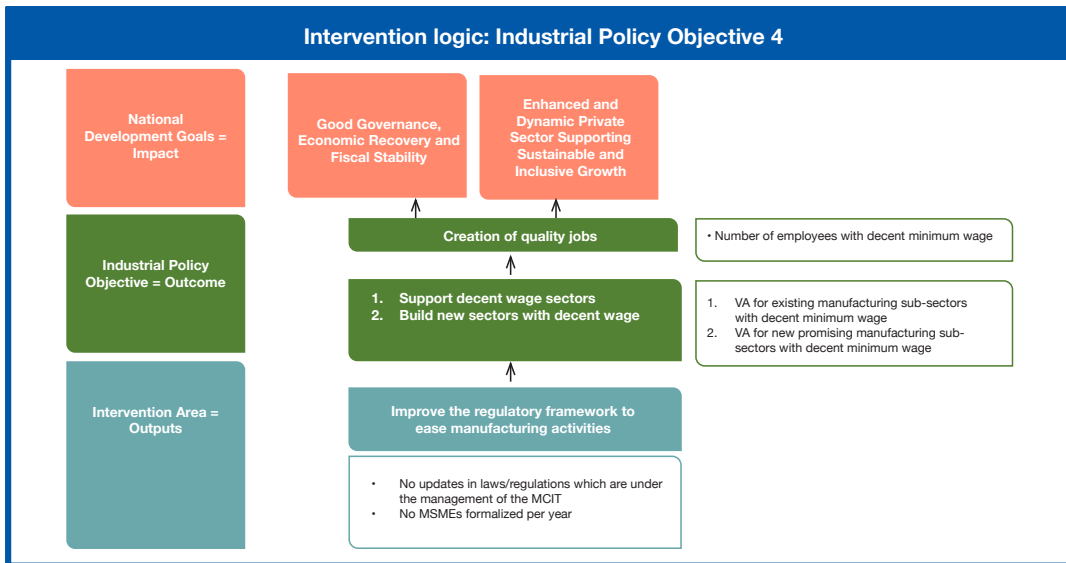 Intervention logic: Industrial Policy Objective 4
National
Development Goals =
Impact
Good Governance,
Economic Recovery and
Fiscal Stability
Enhanced and
Dynamic Private
Sector Supporting
Sustainable and
Inclusive Growth
Industrial Policy
Objective = Outcome
Creation of quality jobs
• Number of employees with decent minimum wage
1. Support decent wage sectors
2. Build new sectors with decent wage
1. VA for existing manufacturing sub-sectors
with decent minimum wage
2. VA for new promising manufacturing sub-
sectors with decent minimum wage
Intervention Area =
Outputs
Improve the regulatory framework to
ease manufacturing activities
• No updates in laws/regulations which are under
the management of the MCIT
• No MSMEs formalized per year